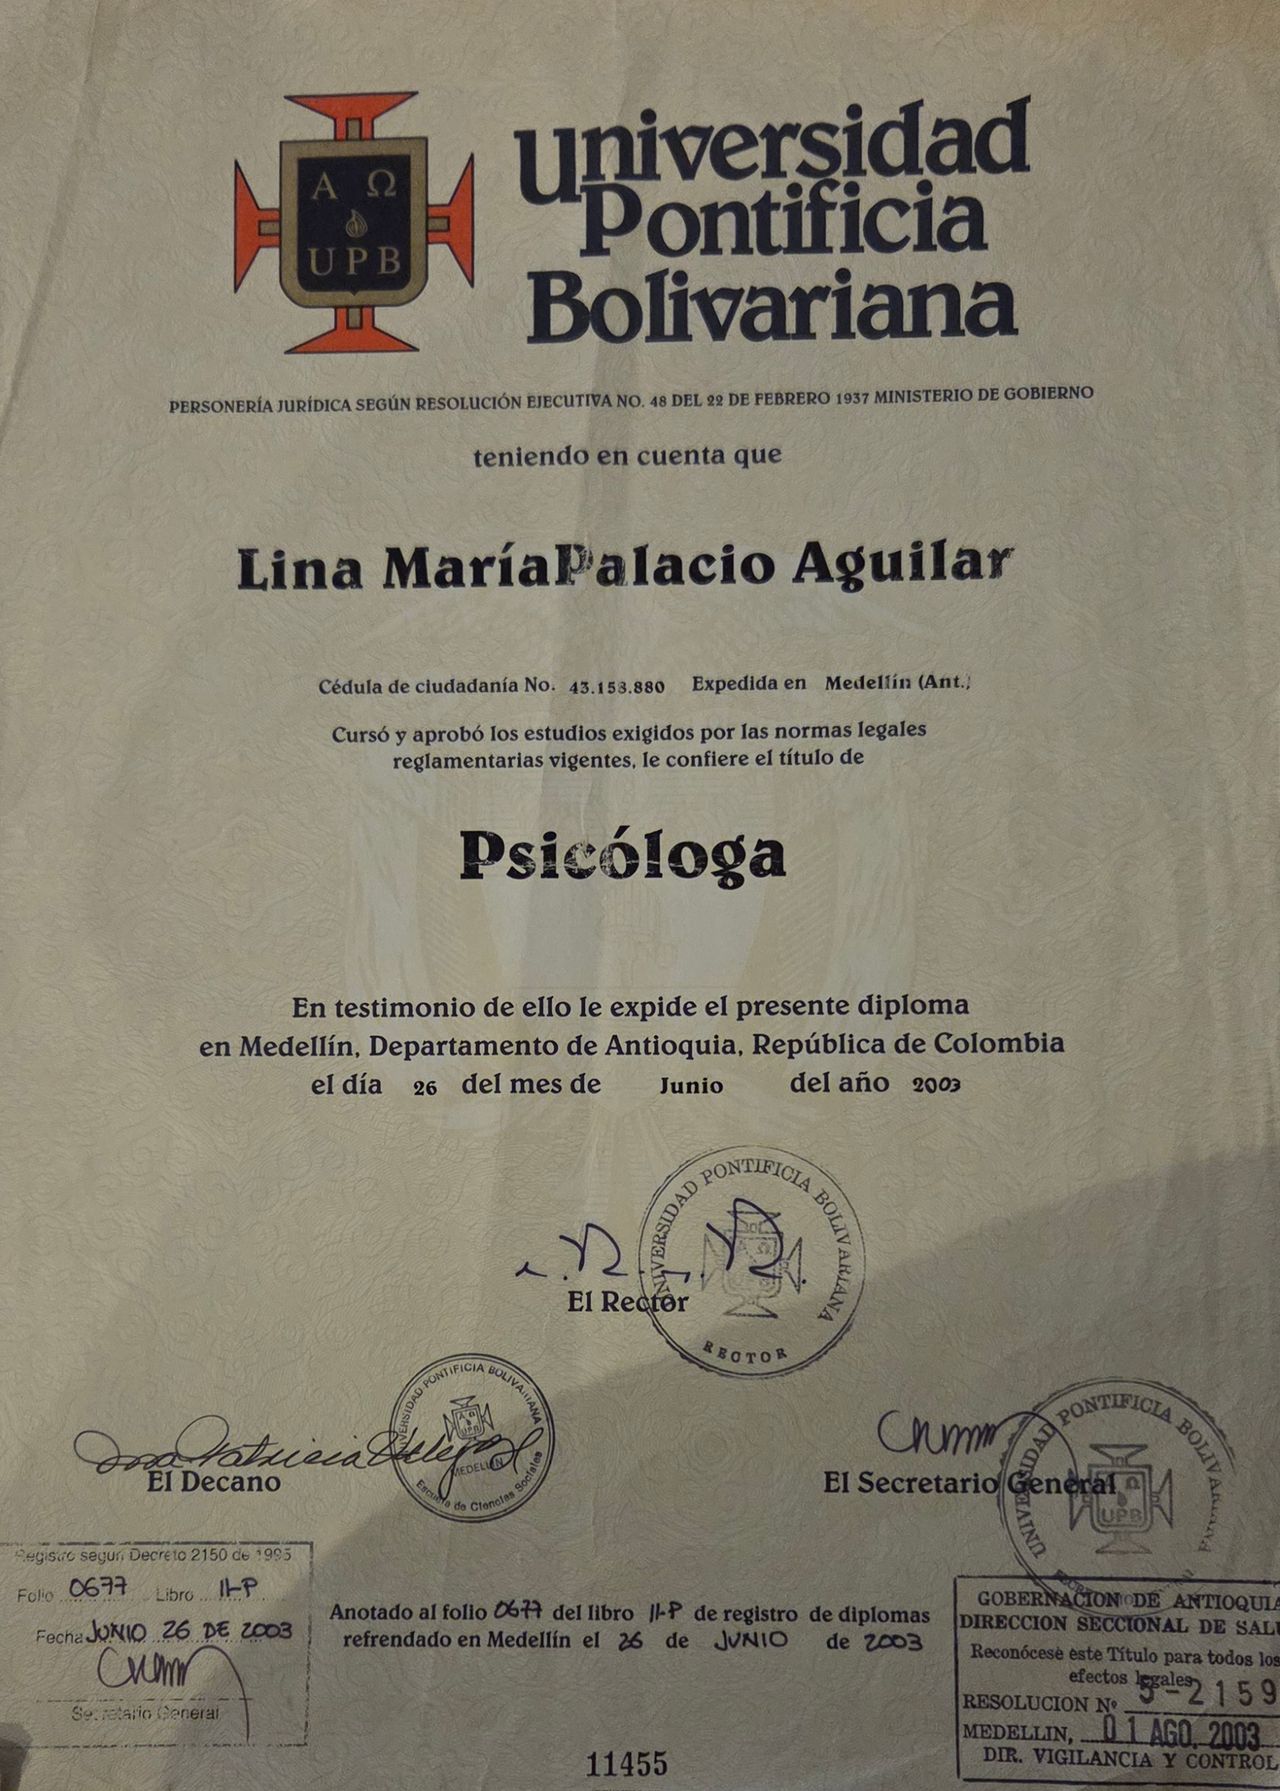 Α Ω
UPB
Universidad
Pontificia
Bolivariana
PERSONERÍA JURÍDICA SEGÚN RESOLUCIÓN EJECUTIVA NO. 48 DEL 22 DE FEBRERO 1937 MINISTERIO DE GOBIERNO
teniendo en cuenta que
Lina MaríaPalacio Aguilar
Cédula de ciudadanía No. 43.153.880 Expedida en Medellín (Ant.)
Cursó y aprobó los estudios exigidos por las normas legales
reglamentarias vigentes, le confiere el título de
Psicóloga
En testimonio de ello le expide el presente diploma
en Medellín, Departamento de Antioquia, República de Colombia
el día 26 del mes de Junio del año 2003
UNIVERSIDAD PONTIFICIA BOLIVARIANA
RECTOR
El Rector
UNIVERSIDAD PONTIFICIA BOLIVARIANA
UPB
MEDELLIN
Escuela de Ciencias Sociales
El Decano
UNIVERSIDAD PONTIFICIA BOLIVARIANA
UPB
El Secretario General
Registro según Decreto 2150 de 1995
Folio 0677 Libro II-P
Fecha JUNIO 26 DE 2003
Secretario General
Anotado al folio 0677 del libro II-P de registro de diplomas
refrendado en Medellín el 26 de JUNIO de 2003
GOBERNACION DE ANTIOQUIA
DIRECCION SECCIONAL DE SALU
Reconócese este Título para todos los
efectos legales
RESOLUCION Nº 5-2159
MEDELLIN, 01 AGO. 2003
DIR. VIGILANCIA Y CONTROL
11455